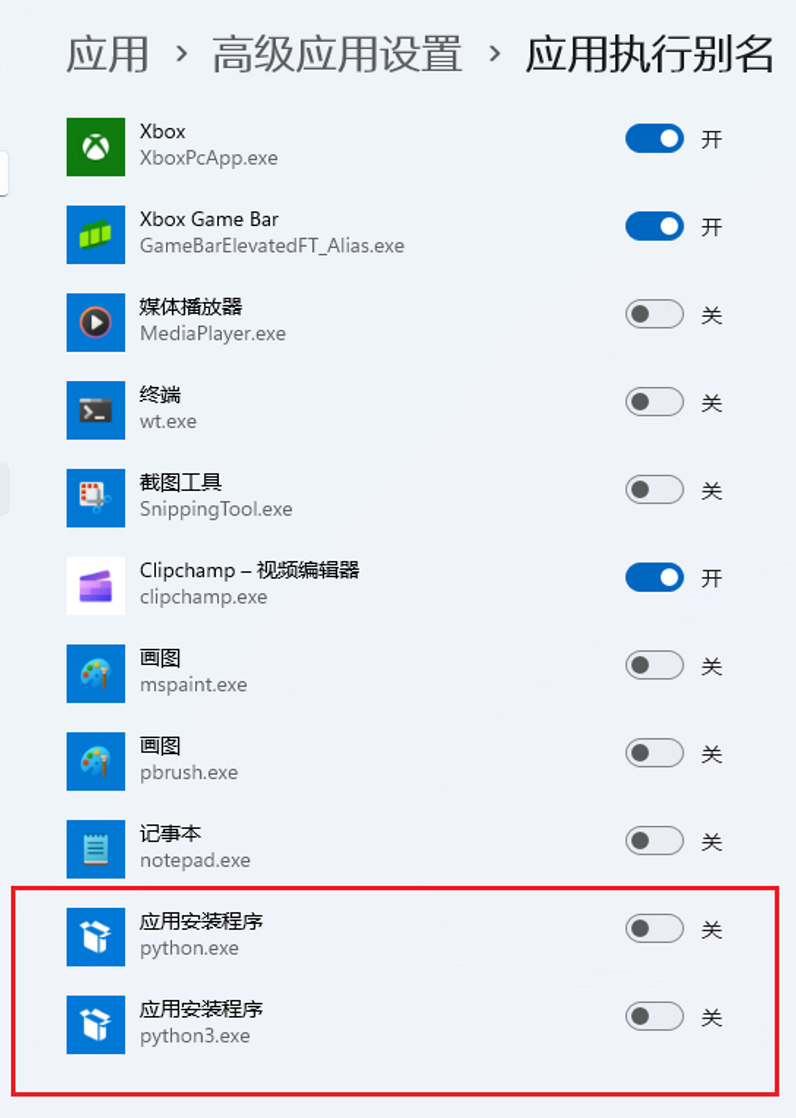 应用 › 高级应用设置 › 应用执行别名
Xbox
XboxPcApp.exe
开
Xbox Game Bar
GameBarElevatedFT_Alias.exe
开
媒体播放器
MediaPlayer.exe
关
终端
wt.exe
关
截图工具
SnippingTool.exe
关
Clipchamp – 视频编辑器
clipchamp.exe
开
画图
mspaint.exe
关
画图
pbrush.exe
关
记事本
notepad.exe
关
应用安装程序
python.exe
关
应用安装程序
python3.exe
关